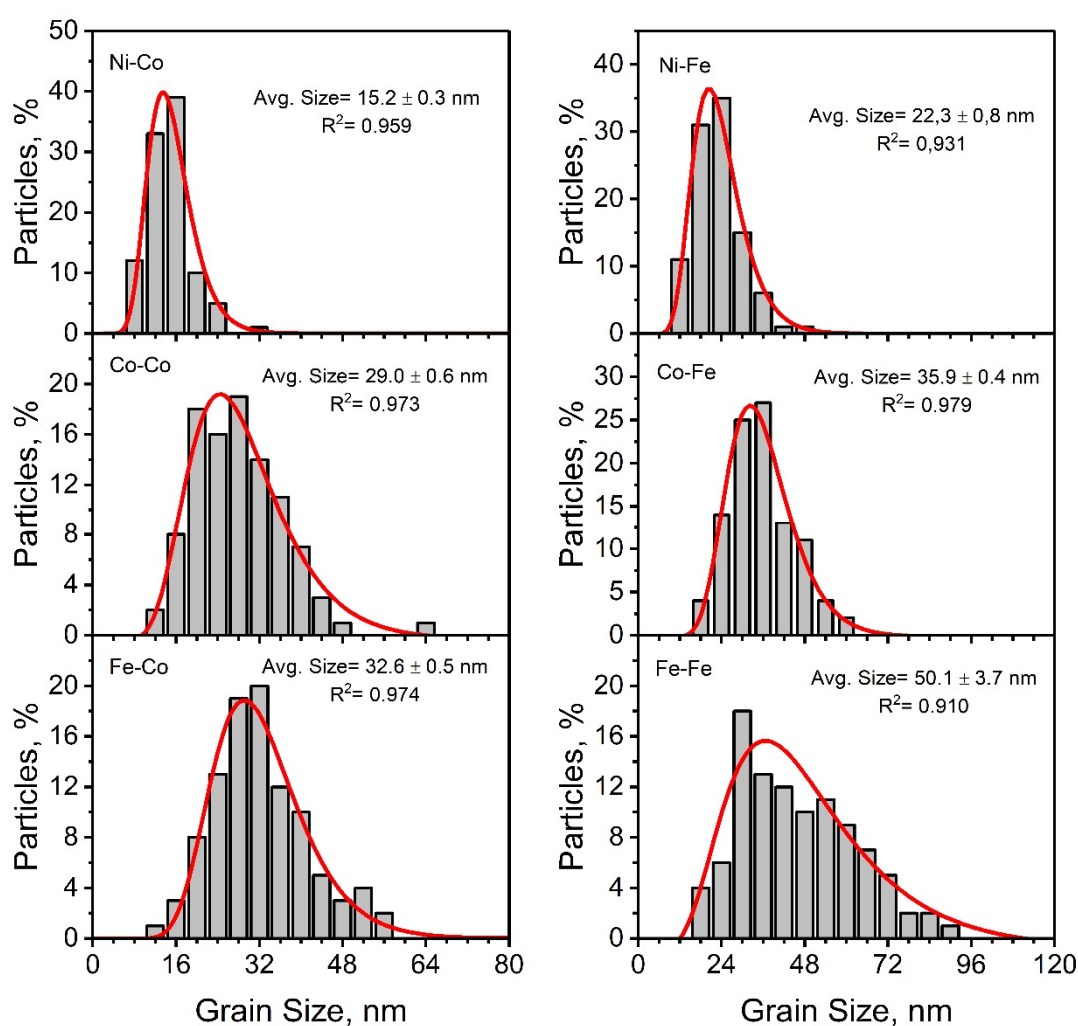 Ni-Co
Avg. Size= 15.2 ± 0.3 nm
R²= 0.959
Particles, %
50
40
30
20
10
0
Ni-Fe
Avg. Size= 22,3 ± 0,8 nm
R²= 0,931
Particles, %
40
30
20
10
0
Co-Co
Avg. Size= 29.0 ± 0.6 nm
R²= 0.973
Particles, %
20
16
12
8
4
0
Co-Fe
Avg. Size= 35.9 ± 0.4 nm
R²= 0.979
Particles, %
30
25
20
15
10
5
0
Fe-Co
Avg. Size= 32.6 ± 0.5 nm
R²= 0.974
Particles, %
20
16
12
8
4
0
0 16 32 48 64 80
Grain Size, nm
Fe-Fe
Avg. Size= 50.1 ± 3.7 nm
R²= 0.910
Particles, %
20
16
12
8
4
0
0 24 48 72 96 120
Grain Size, nm